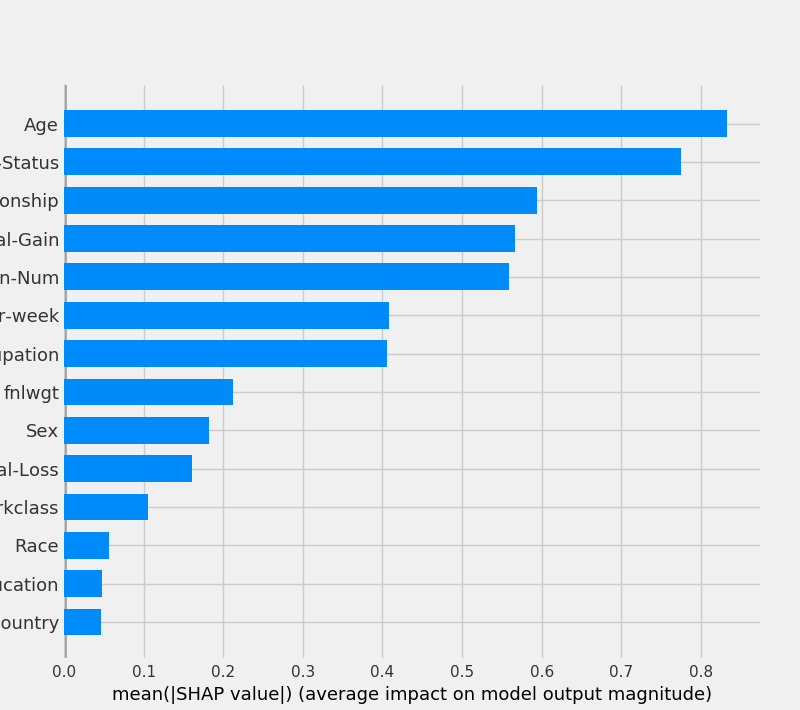 Age
-Status
onship
al-Gain
n-Num
r-week
upation
fnlwgt
Sex
al-Loss
rkclass
Race
ucation
ountry
0.0 0.1 0.2 0.3 0.4 0.5 0.6 0.7 0.8
mean(|SHAP value|) (average impact on model output magnitude)